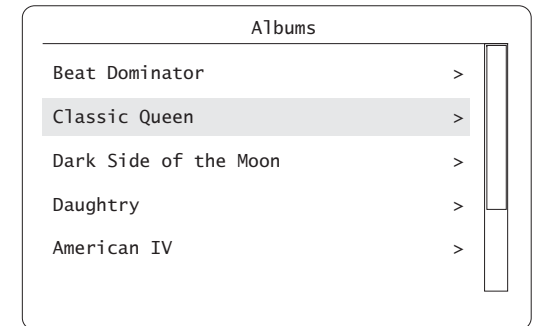 Albums
Beat Dominator >
Classic Queen >
Dark Side of the Moon >
Daughtry >
American IV >